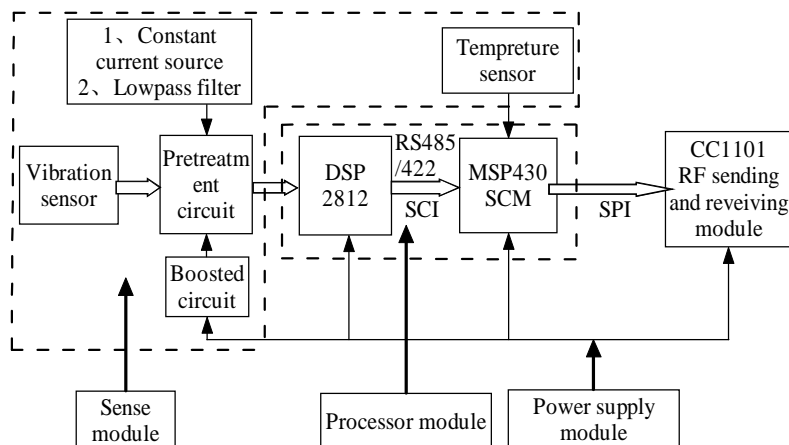 1、Constant
current source
2、Lowpass filter
Tempreture
sensor
Vibration
sensor
Pretreatm
ent
circuit
DSP
2812
RS485
/422
SCI
MSP430
SCM
SPI
CC1101
RF sending
and reveiving
module
Boosted
circuit
Sense
module
Processor module
Power supply
module